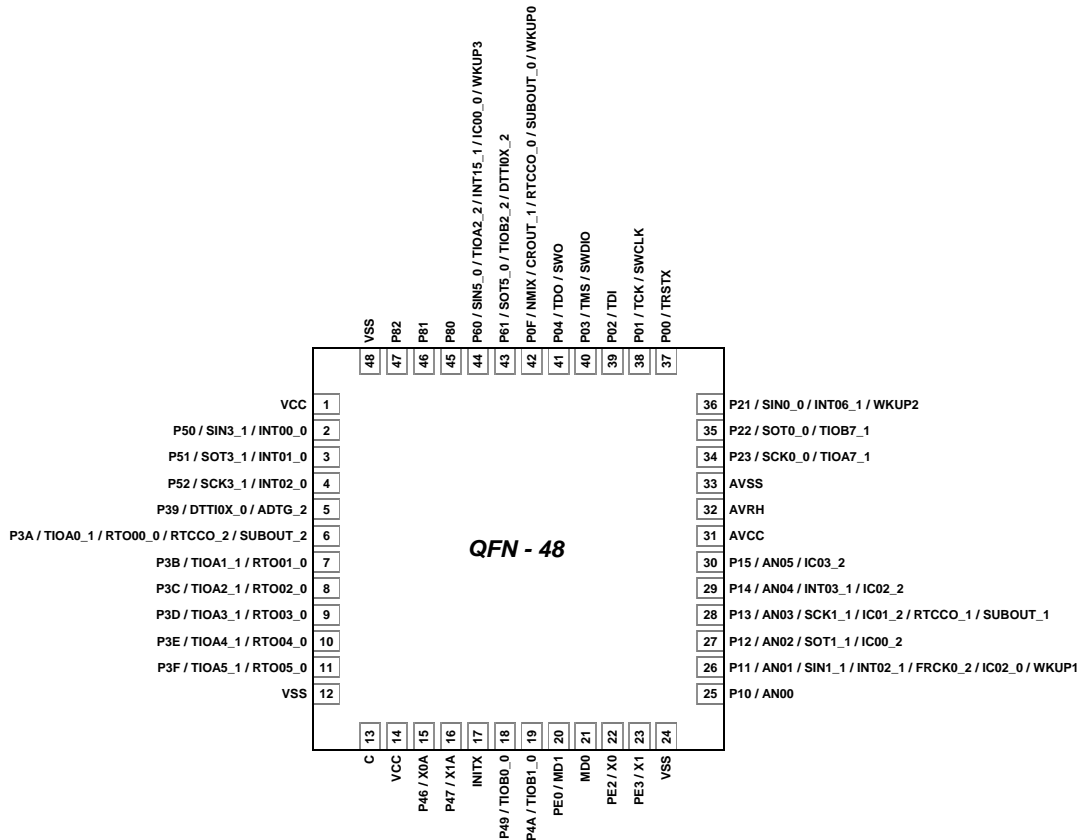 VSS
P82
P81
P80
P60 / SIN5_0 / TIOA2_2 / INT15_1 / IC00_0 / WKUP3
P61 / SOT5_0 / TIOB2_2 / DTTI0X_2
P0F / NMIX / CROUT_1 / RTCCO_0 / SUBOUT_0 / WKUP0
P04 / TDO / SWO
P03 / TMS / SWDIO
P02 / TDI
P01 / TCK / SWCLK
P00 / TRSTX
48 47 46 45 44 43 42 41 40 39 38 37
VCC 1
P50 / SIN3_1 / INT00_0 2
P51 / SOT3_1 / INT01_0 3
P52 / SCK3_1 / INT02_0 4
P39 / DTTI0X_0 / ADTG_2 5
P3A / TIOA0_1 / RTO00_0 / RTCCO_2 / SUBOUT_2 6
P3B / TIOA1_1 / RTO01_0 7
P3C / TIOA2_1 / RTO02_0 8
P3D / TIOA3_1 / RTO03_0 9
P3E / TIOA4_1 / RTO04_0 10
P3F / TIOA5_1 / RTO05_0 11
VSS 12
QFN - 48
36 P21 / SIN0_0 / INT06_1 / WKUP2
35 P22 / SOT0_0 / TIOB7_1
34 P23 / SCK0_0 / TIOA7_1
33 AVSS
32 AVRH
31 AVCC
30 P15 / AN05 / IC03_2
29 P14 / AN04 / INT03_1 / IC02_2
28 P13 / AN03 / SCK1_1 / IC01_2 / RTCCO_1 / SUBOUT_1
27 P12 / AN02 / SOT1_1 / IC00_2
26 P11 / AN01 / SIN1_1 / INT02_1 / FRCK0_2 / IC02_0 / WKUP1
25 P10 / AN00
13 14 15 16 17 18 19 20 21 22 23 24
C
VCC
P46 / X0A
P47 / X1A
INITX
P49 / TIOB0_0
P4A / TIOB1_0
PE0 / MD1
MD0
PE2 / X0
PE3 / X1
VSS